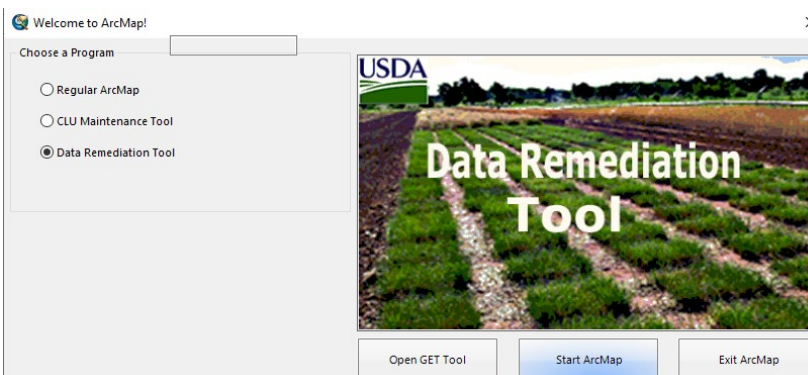 Welcome to ArcMap!
Choose a Program
Regular ArcMap
CLU Maintenance Tool
Data Remediation Tool
USDA
Data Remediation
Tool
Open GET Tool
Start ArcMap
Exit ArcMap